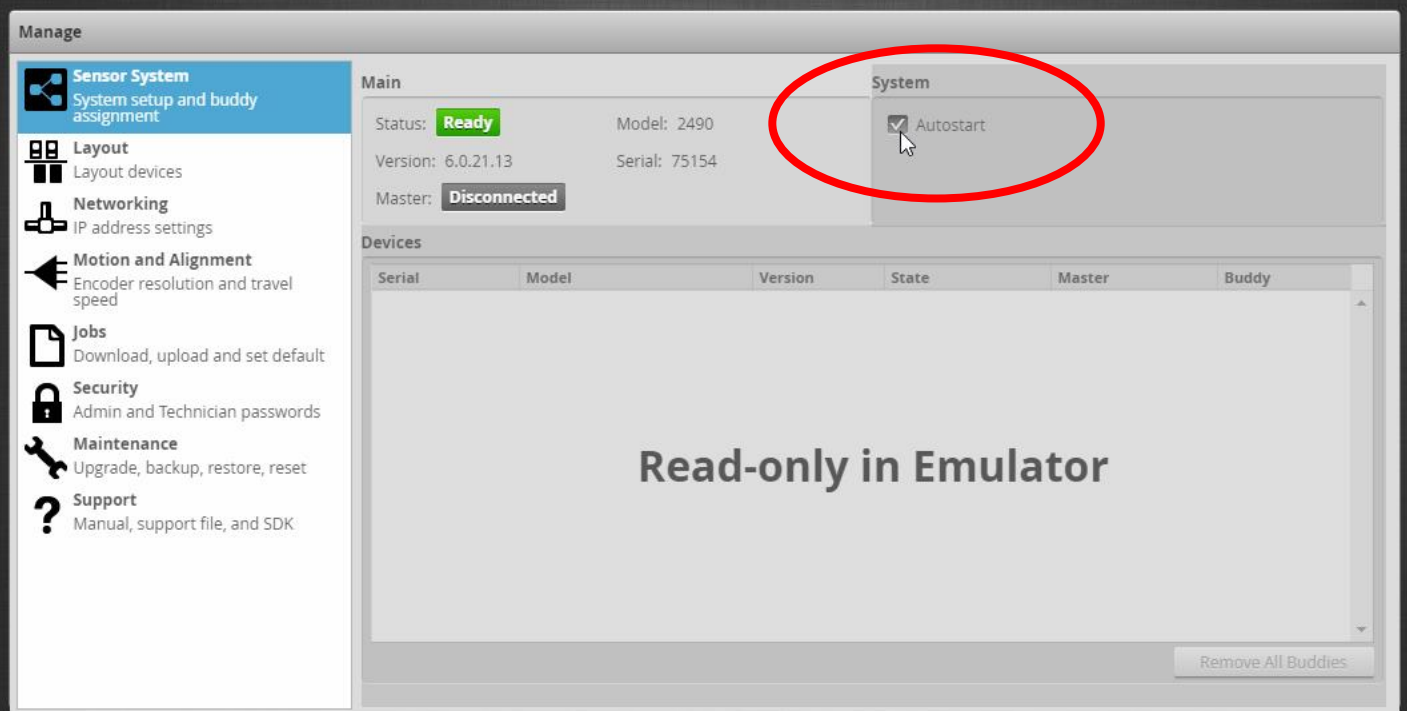 Manage
Sensor System
System setup and buddy
assignment
Layout
Layout devices
Networking
IP address settings
Motion and Alignment
Encoder resolution and travel
speed
Jobs
Download, upload and set default
Security
Admin and Technician passwords
Maintenance
Upgrade, backup, restore, reset
Support
Manual, support file, and SDK
Main
Status: Ready Model: 2490
Version: 6.0.21.13 Serial: 75154
Master: Disconnected
System
Autostart
Devices
Serial Model Version State Master Buddy
Read-only in Emulator
Remove All Buddies